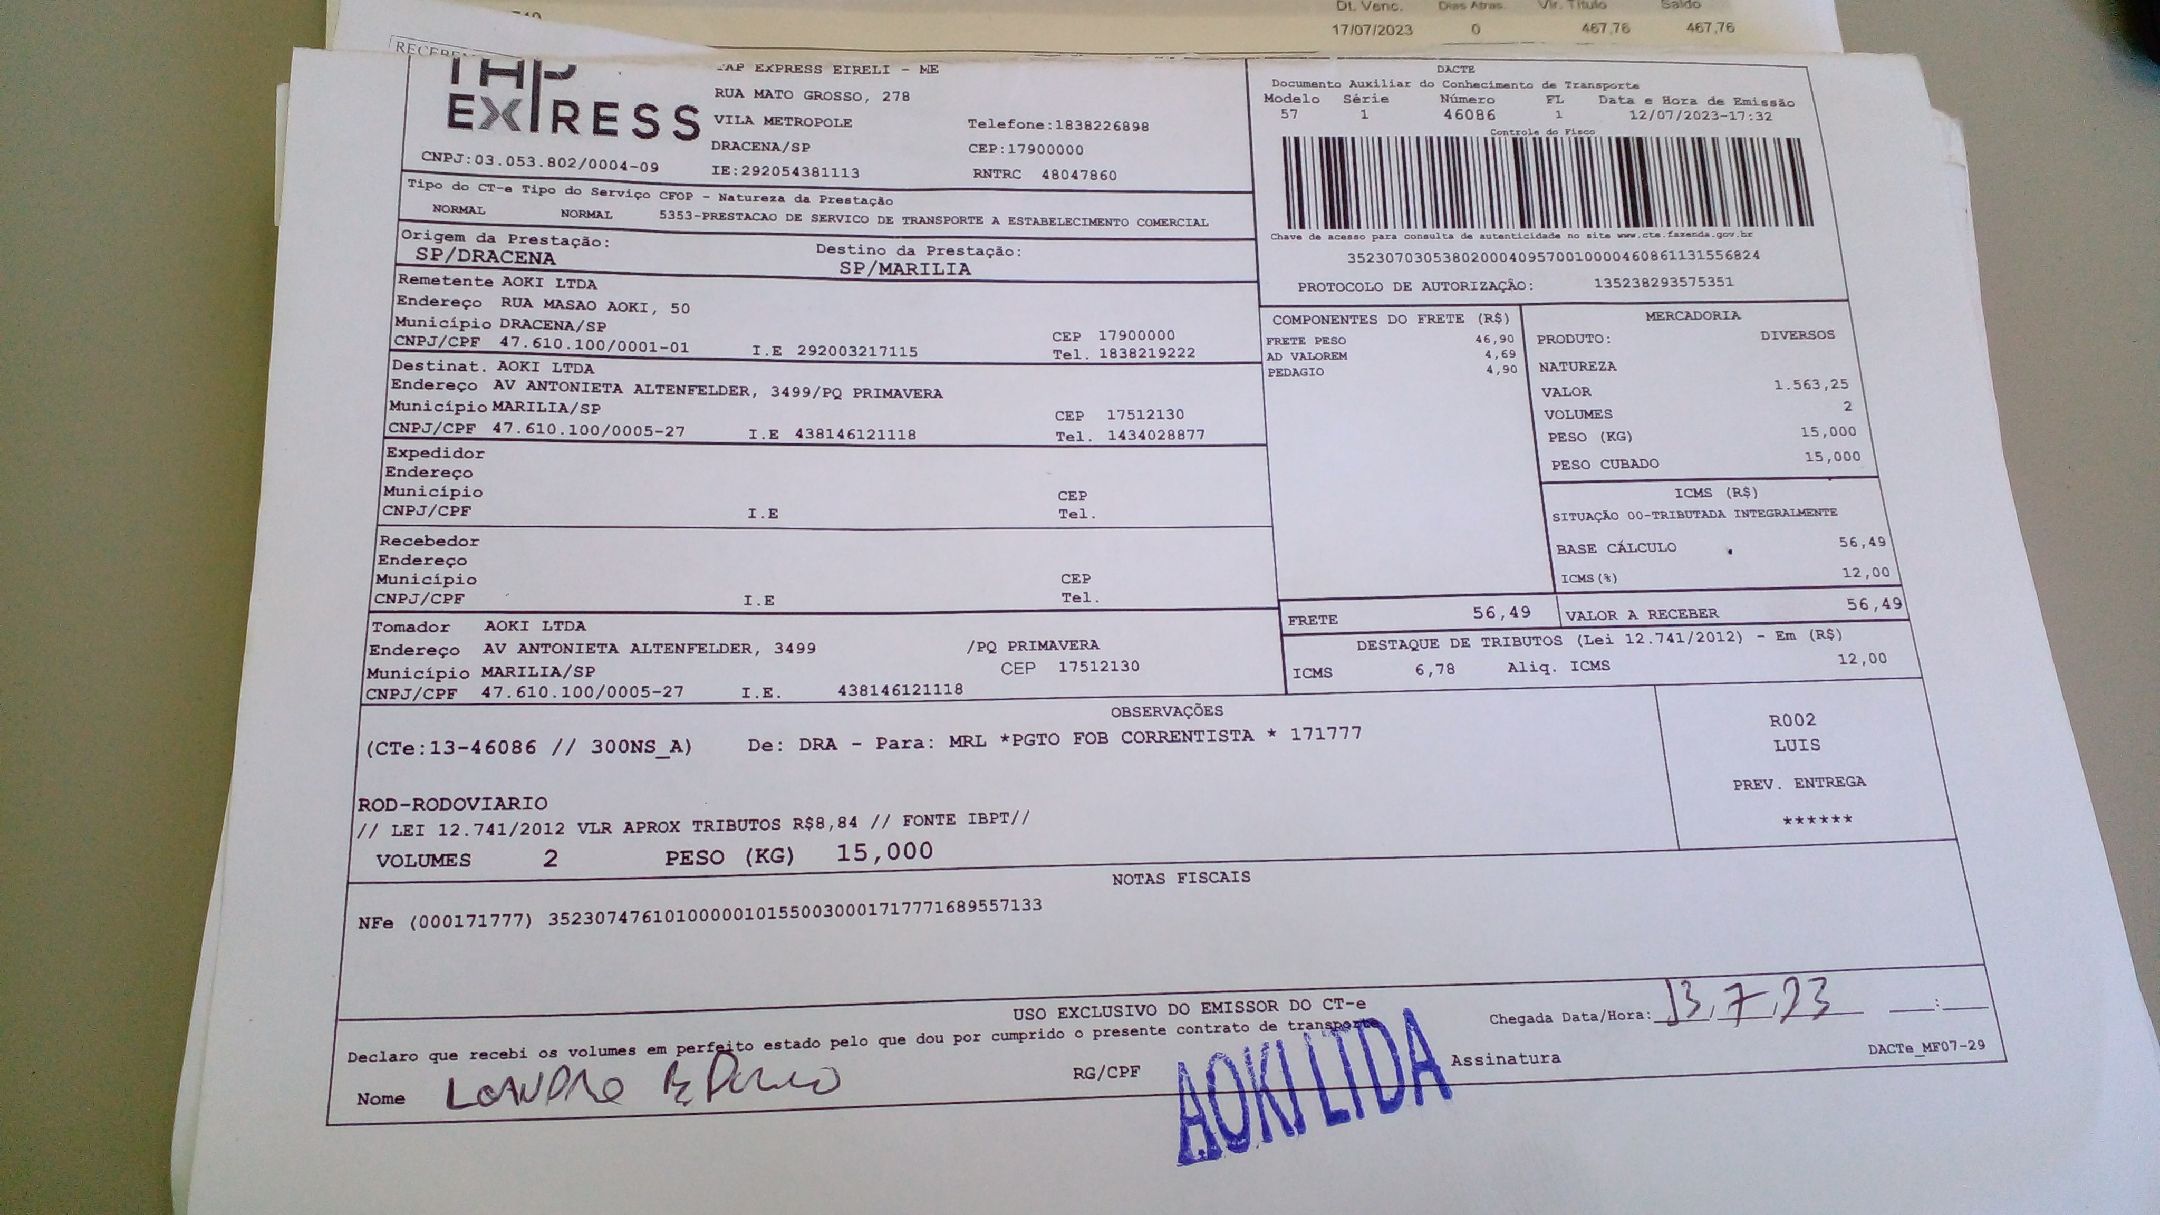 Dt. Venc. Dias Atras. Vlr. Título Saldo
17/07/2023 0 467,76 467,76
TAP EXPRESS
TAP EXPRESS EIRELI - ME
RUA MATO GROSSO, 278
VILA METROPOLE Telefone:1838226898
DRACENA/SP CEP:17900000
CNPJ:03.053.802/0004-09 IE:292054381113 RNTRC 48047860
DACTE
Documento Auxiliar do Conhecimento de Transporte
Modelo Série Número FL Data e Hora de Emissão
57 1 46086 1 12/07/2023-17:32
Controle do Fisco
Chave de acesso para consulta de autenticidade no site www.cte.fazenda.gov.br
35230703053802000409570010000460861131556824
PROTOCOLO DE AUTORIZAÇÃO: 135238293575351
Tipo do CT-e Tipo do Serviço CFOP - Natureza da Prestação
NORMAL NORMAL 5353-PRESTACAO DE SERVICO DE TRANSPORTE A ESTABELECIMENTO COMERCIAL
Origem da Prestação: Destino da Prestação:
SP/DRACENA SP/MARILIA
Remetente AOKI LTDA
Endereço RUA MASAO AOKI, 50
Município DRACENA/SP CEP 17900000
CNPJ/CPF 47.610.100/0001-01 I.E 292003217115 Tel. 1838219222
Destinat. AOKI LTDA
Endereço AV ANTONIETA ALTENFELDER, 3499/PQ PRIMAVERA
Município MARILIA/SP CEP 17512130
CNPJ/CPF 47.610.100/0005-27 I.E 438146121118 Tel. 1434028877
Expedidor
Endereço
Município CEP
CNPJ/CPF I.E Tel.
Recebedor
Endereço
Município CEP
CNPJ/CPF I.E Tel.
Tomador AOKI LTDA
Endereço AV ANTONIETA ALTENFELDER, 3499 /PQ PRIMAVERA
Município MARILIA/SP CEP 17512130
CNPJ/CPF 47.610.100/0005-27 I.E. 438146121118
COMPONENTES DO FRETE (R$)
FRETE PESO 46,90
AD VALOREM 4,69
PEDAGIO 4,90
MERCADORIA
PRODUTO: DIVERSOS
NATUREZA
VALOR 1.563,25
VOLUMES 2
PESO (KG) 15,000
PESO CUBADO 15,000
ICMS (R$)
SITUAÇÃO 00-TRIBUTADA INTEGRALMENTE
BASE CÁLCULO 56,49
ICMS(%) 12,00
FRETE 56,49 VALOR A RECEBER 56,49
DESTAQUE DE TRIBUTOS (Lei 12.741/2012) - Em (R$)
ICMS 6,78 Aliq. ICMS 12,00
OBSERVAÇÕES
(CTe:13-46086 // 300NS_A) De: DRA - Para: MRL *PGTO FOB CORRENTISTA * 171777
ROD-RODOVIARIO
// LEI 12.741/2012 VLR APROX TRIBUTOS R$8,84 // FONTE IBPT//
VOLUMES 2 PESO (KG) 15,000
R002
LUIS
PREV. ENTREGA
******
NOTAS FISCAIS
NFe (000171777) 35230747610100000101550030001717771689557133
USO EXCLUSIVO DO EMISSOR DO CT-e
Declaro que recebi os volumes em perfeito estado pelo que dou por cumprido o presente contrato de transporte
Chegada Data/Hora: 13,7,23 __:__
Nome RG/CPF Assinatura
AOKI LTDA
DACTe_MF07-29